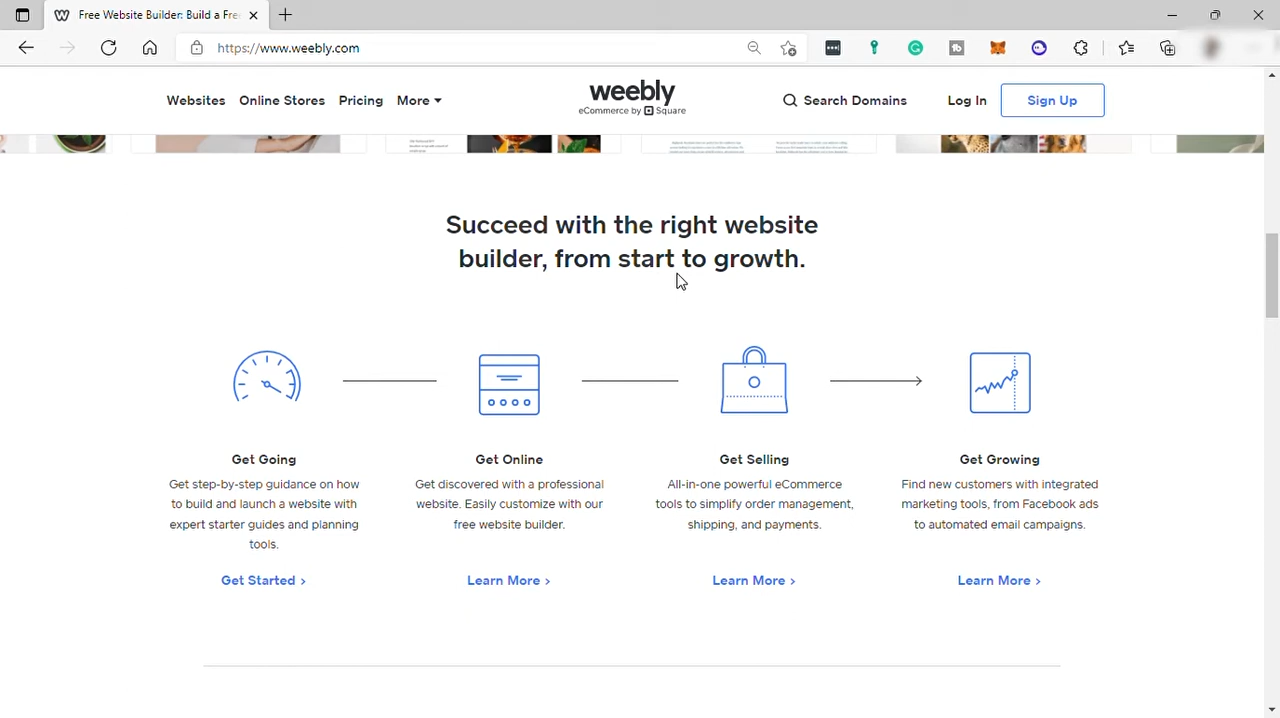 Free Website Builder: Build a Fre
https://www.weebly.com
Websites Online Stores Pricing More
weebly
eCommerce by Square
Search Domains
Log In
Sign Up
Succeed with the right website
builder, from start to growth.
Get Going
Get step-by-step guidance on how
to build and launch a website with
expert starter guides and planning
tools.
Get Started >
Get Online
Get discovered with a professional
website. Easily customize with our
free website builder.
Learn More >
Get Selling
All-in-one powerful eCommerce
tools to simplify order management,
shipping, and payments.
Learn More >
Get Growing
Find new customers with integrated
marketing tools, from Facebook ads
to automated email campaigns.
Learn More >